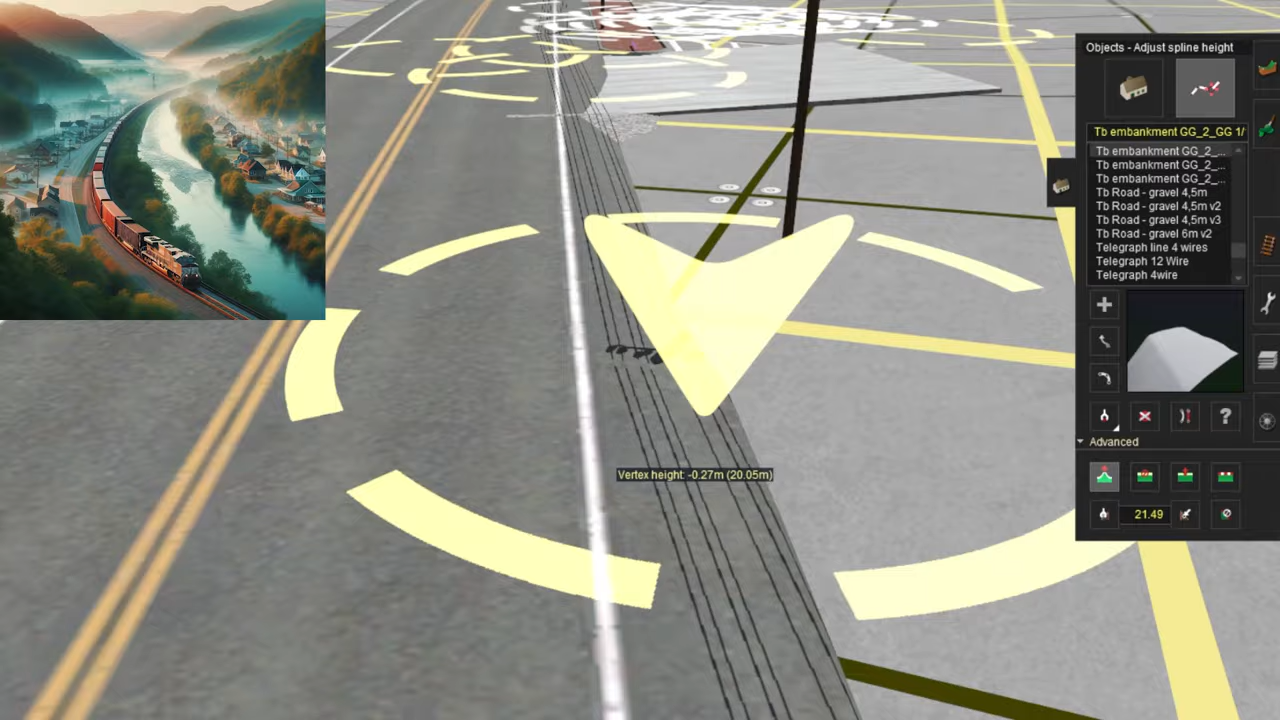 Objects - Adjust spline height
Tb embankment GG_2_GG 1/
Tb embankment GG_2_...
Tb embankment GG_2_...
Tb embankment GG_2_...
Tb Road - gravel 4,5m
Tb Road - gravel 4,5m v2
Tb Road - gravel 4,5m v3
Tb Road - gravel 6m v2
Telegraph line 4 wires
Telegraph 12 Wire
Telegraph 4wire
?
Advanced
Vertex height: -0.27m (20.05m)
21.49